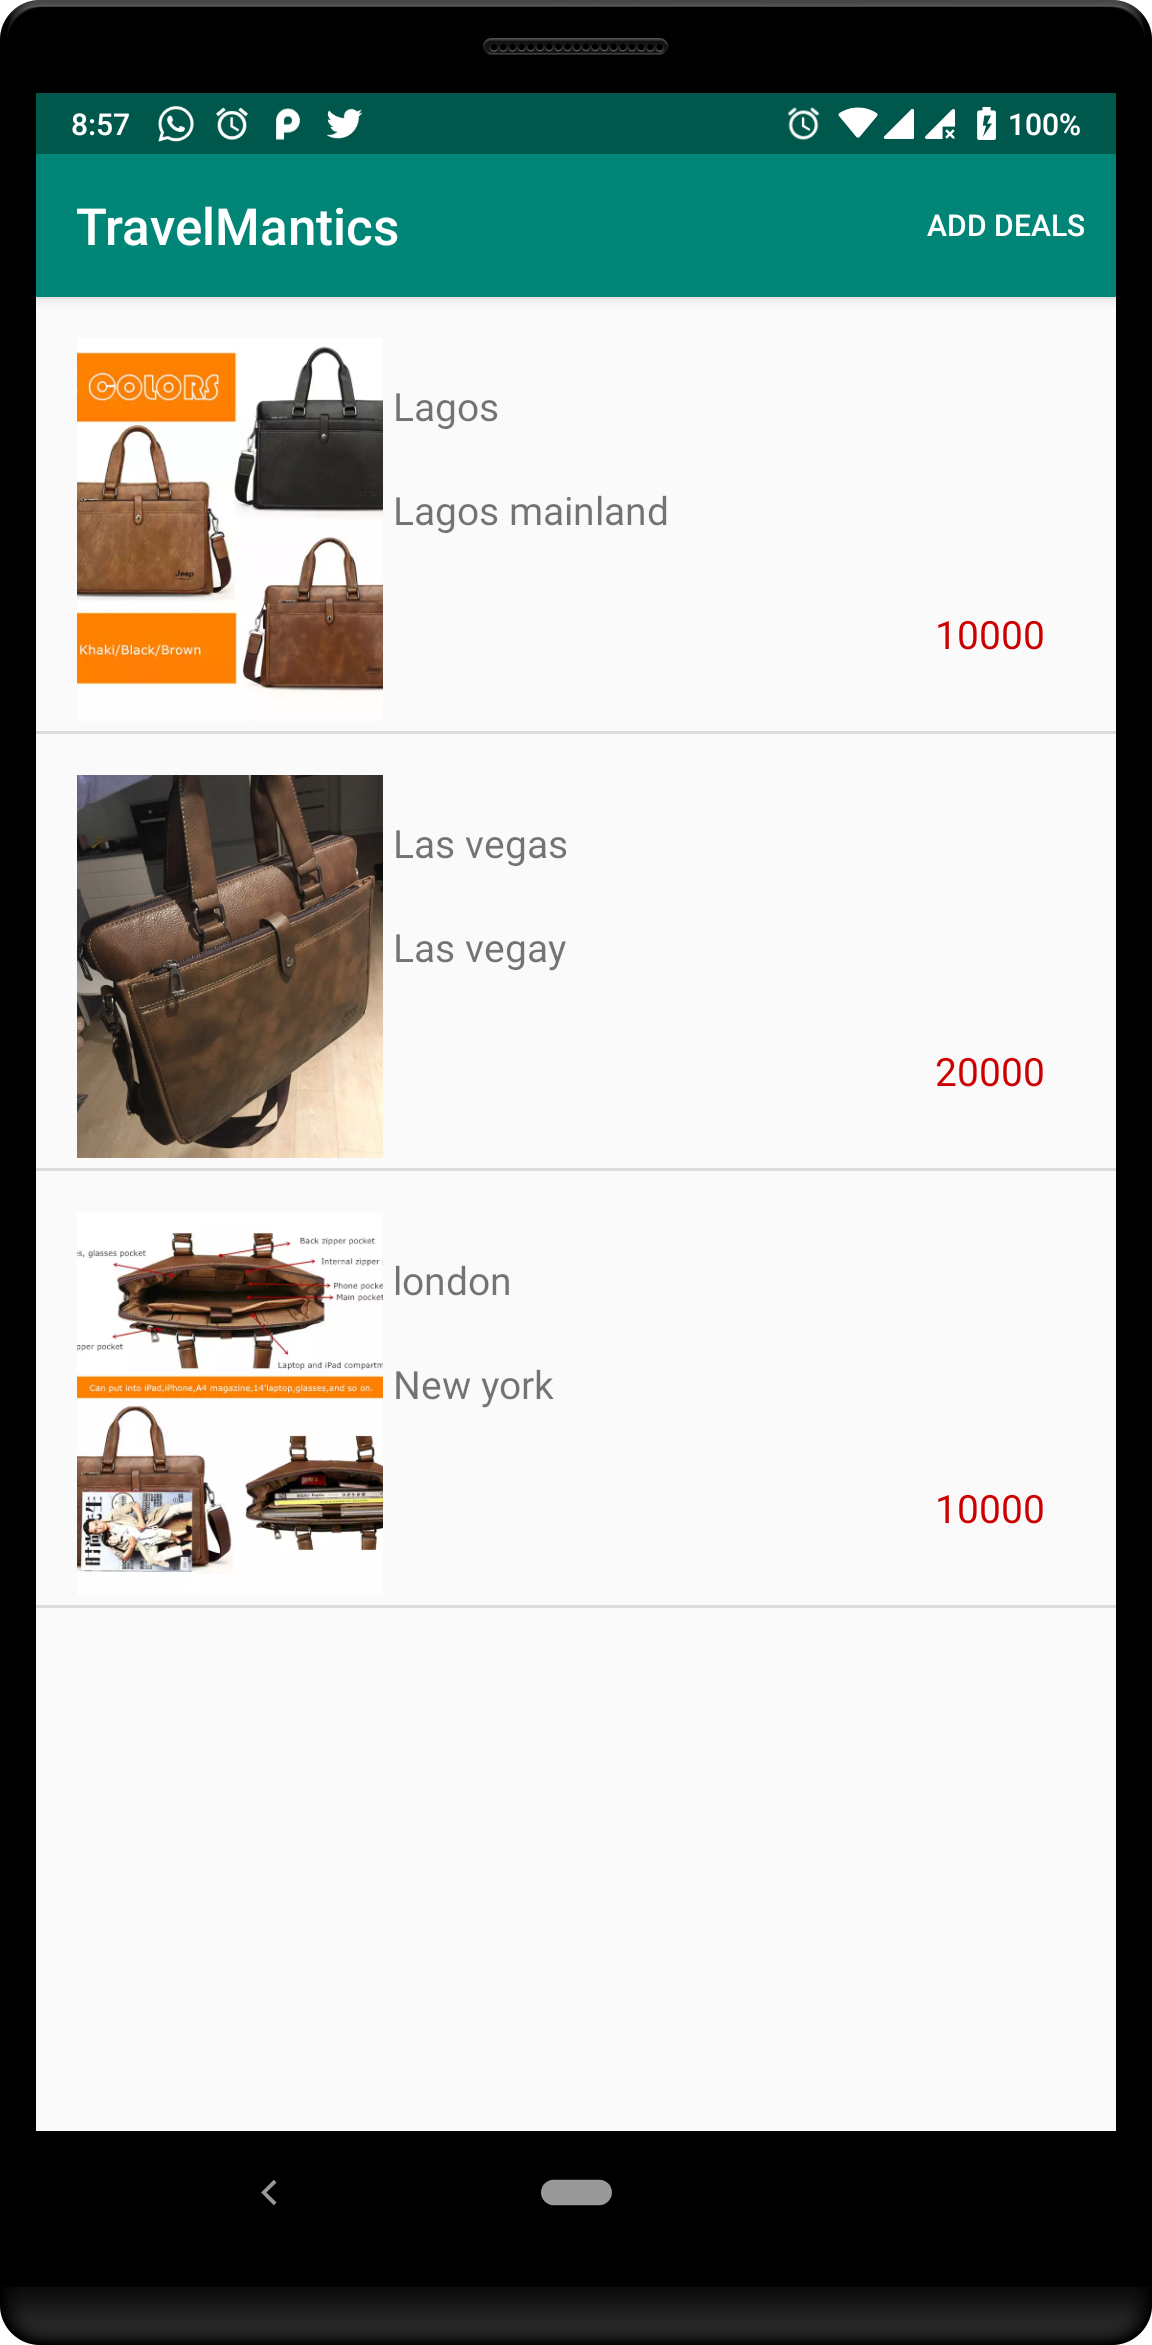 8:57 100%
TravelMantics ADD DEALS
COLORS
Khaki/Black/Brown
Jeep
Jeep
Lagos
Lagos mainland
10000
Las vegas
Las vegay
20000
Back zipper pocket
es, glasses pocket
Internal zipper
Phone pocke
Main pocket
pper pocket
Laptop and iPad compartm
Can put into iPad,iPhone,A4 magazine,14'laptop,glasses,and so on.
london
New york
10000